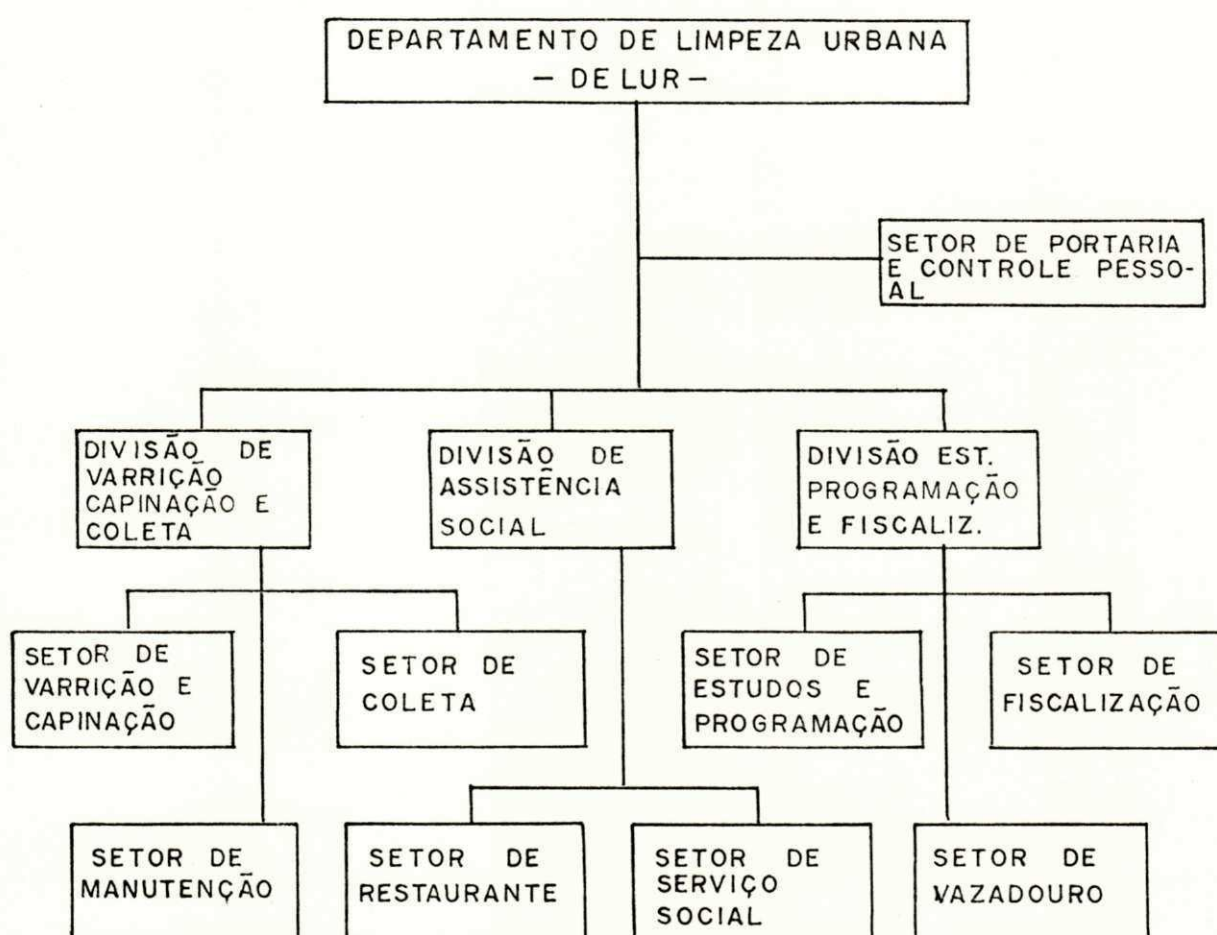 DEPARTAMENTO DE LIMPEZA URBANA
— DE LUR —
SETOR DE PORTARIA
E CONTROLE PESSO-
AL
DIVISÃO DE
VARRIÇÃO
CAPINAÇÃO E
COLETA
DIVISÃO DE
ASSISTÊNCIA
SOCIAL
DIVISÃO EST.
PROGRAMAÇÃO
E FISCALIZ.
SETOR DE
VARRIÇÃO E
CAPINAÇÃO
SETOR DE
COLETA
SETOR DE
ESTUDOS E
PROGRAMAÇÃO
SETOR DE
FISCALIZAÇÃO
SETOR DE
MANUTENÇÃO
SETOR DE
RESTAURANTE
SETOR DE
SERVIÇO
SOCIAL
SETOR DE
VAZADOURO